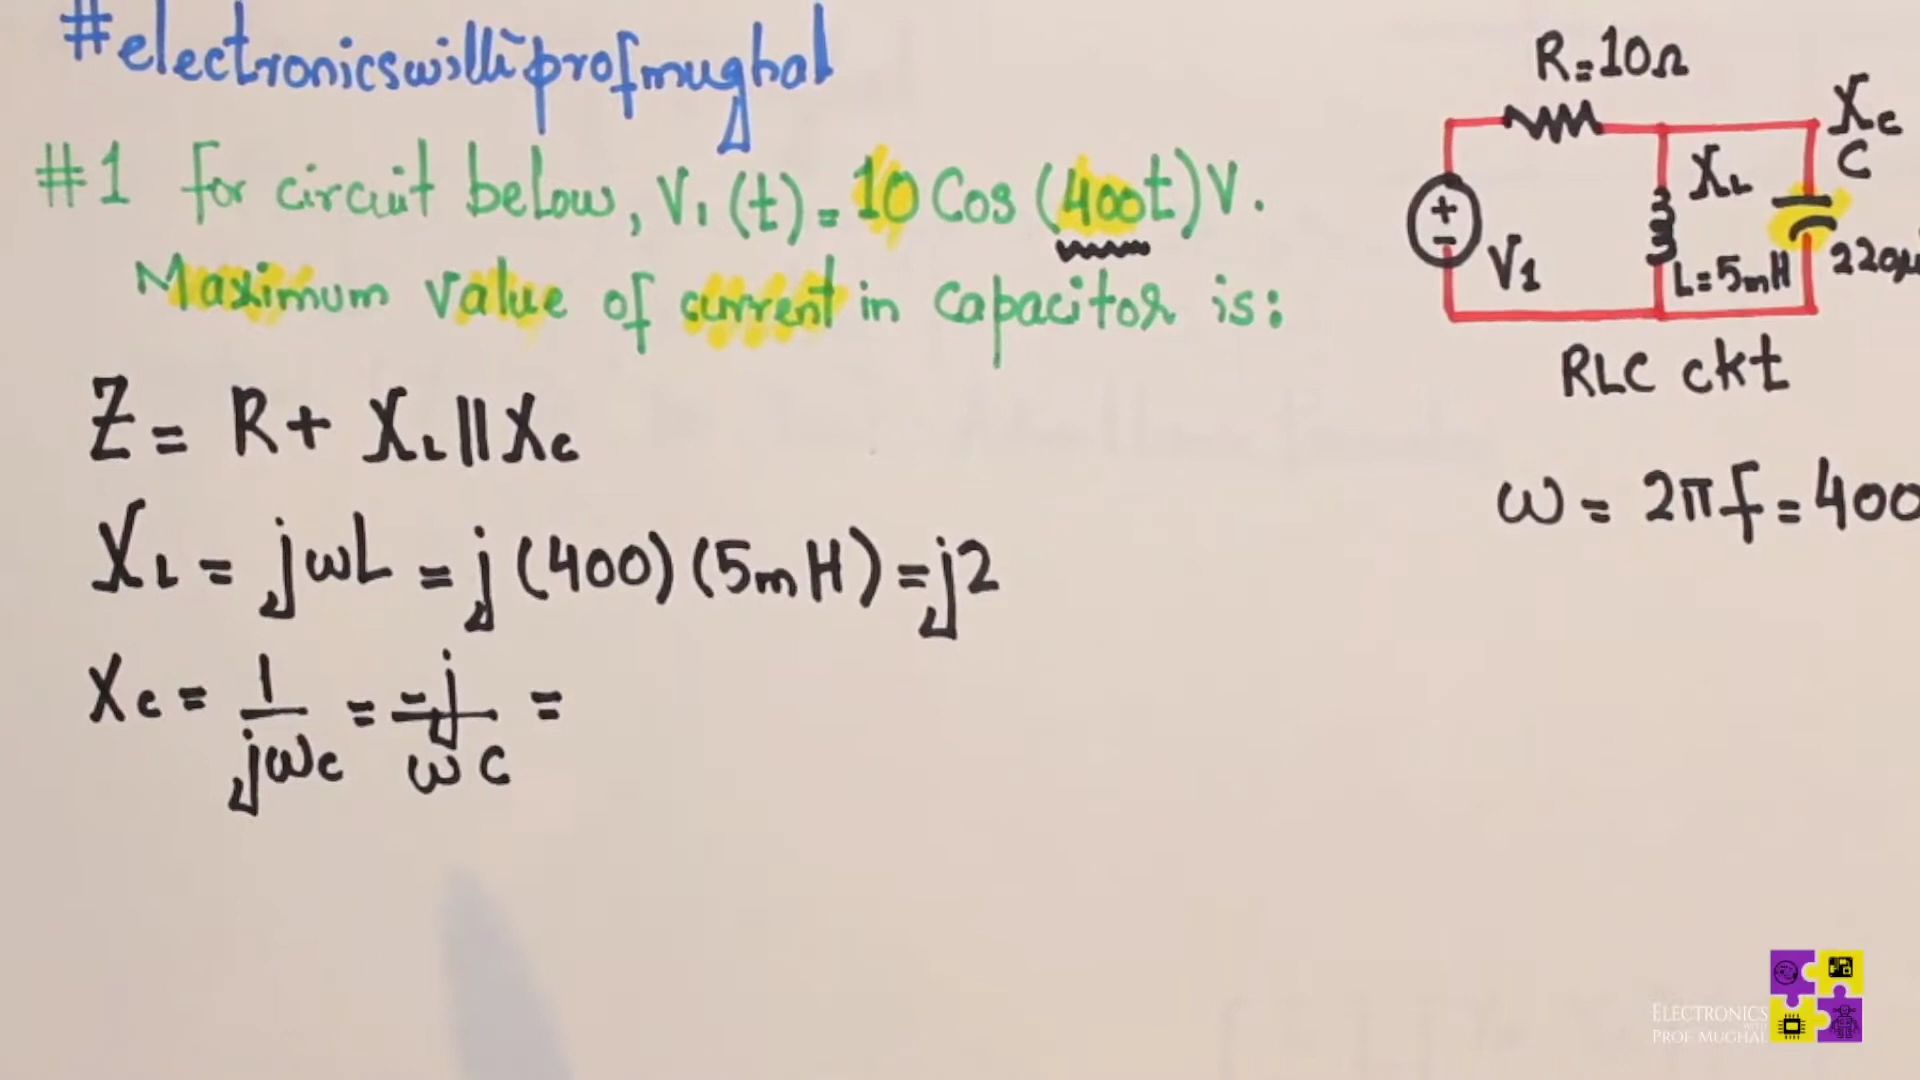 #electronicswithprofmughal
#1 For circuit below, V₁(t) = 10 Cos (400t)V.
Maximum value of current in capacitor is:
Z = R + XL || Xc
XL = jωL = j (400) (5mH) = j2
Xc = 1/jωc = -j/ωC =
R = 10Ω
Xc
C
XL
+
-
V1
L = 5mH
220μ
RLC ckt
ω = 2πf = 400
ELECTRONICS
WITH
PROF MUGHAL